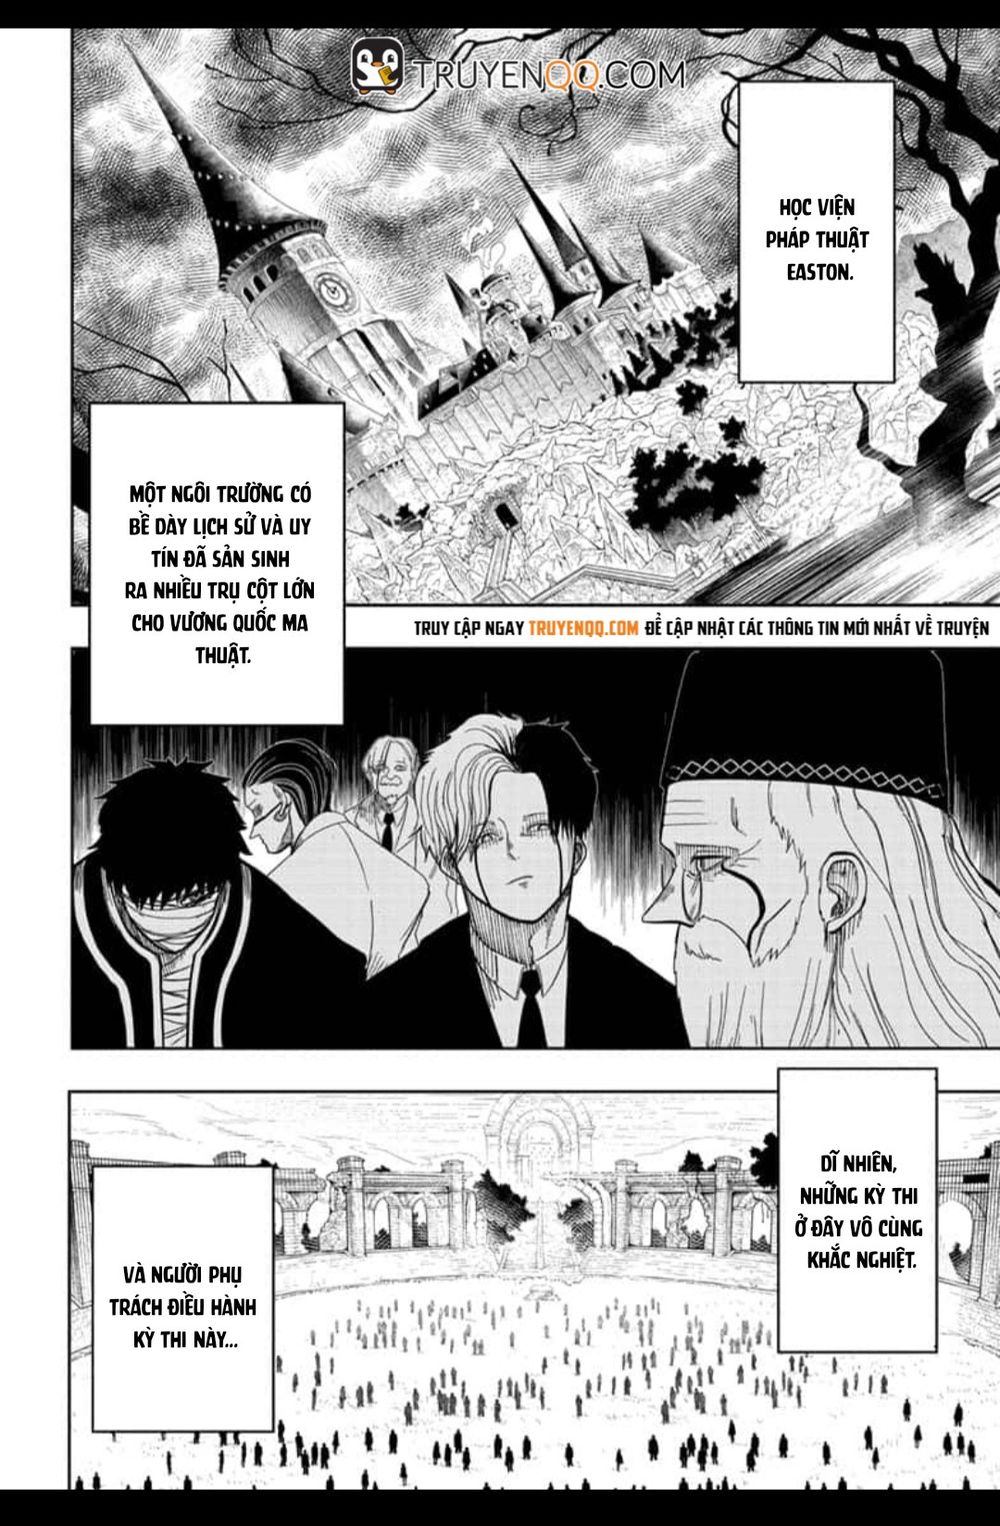 TRUYENQQ.COM
HỌC VIỆN
PHÁP THUẬT
EASTON.
MỘT NGÔI TRƯỜNG CÓ
BỀ DÀY LỊCH SỬ VÀ UY
TÍN ĐÃ SẢN SINH
RA NHIỀU TRỤ CỘT LỚN
CHO VƯƠNG QUỐC MA
THUẬT.
TRUY CẬP NGAY TRUYENQQ.COM ĐỂ CẬP NHẬT CÁC THÔNG TIN MỚI NHẤT VỀ TRUYỆN
DĨ NHIÊN,
NHỮNG KỲ THI
Ở ĐÂY VÔ CÙNG
KHẮC NGHIỆT.
VÀ NGƯỜI PHỤ
TRÁCH ĐIỀU HÀNH
KỲ THI NÀY...